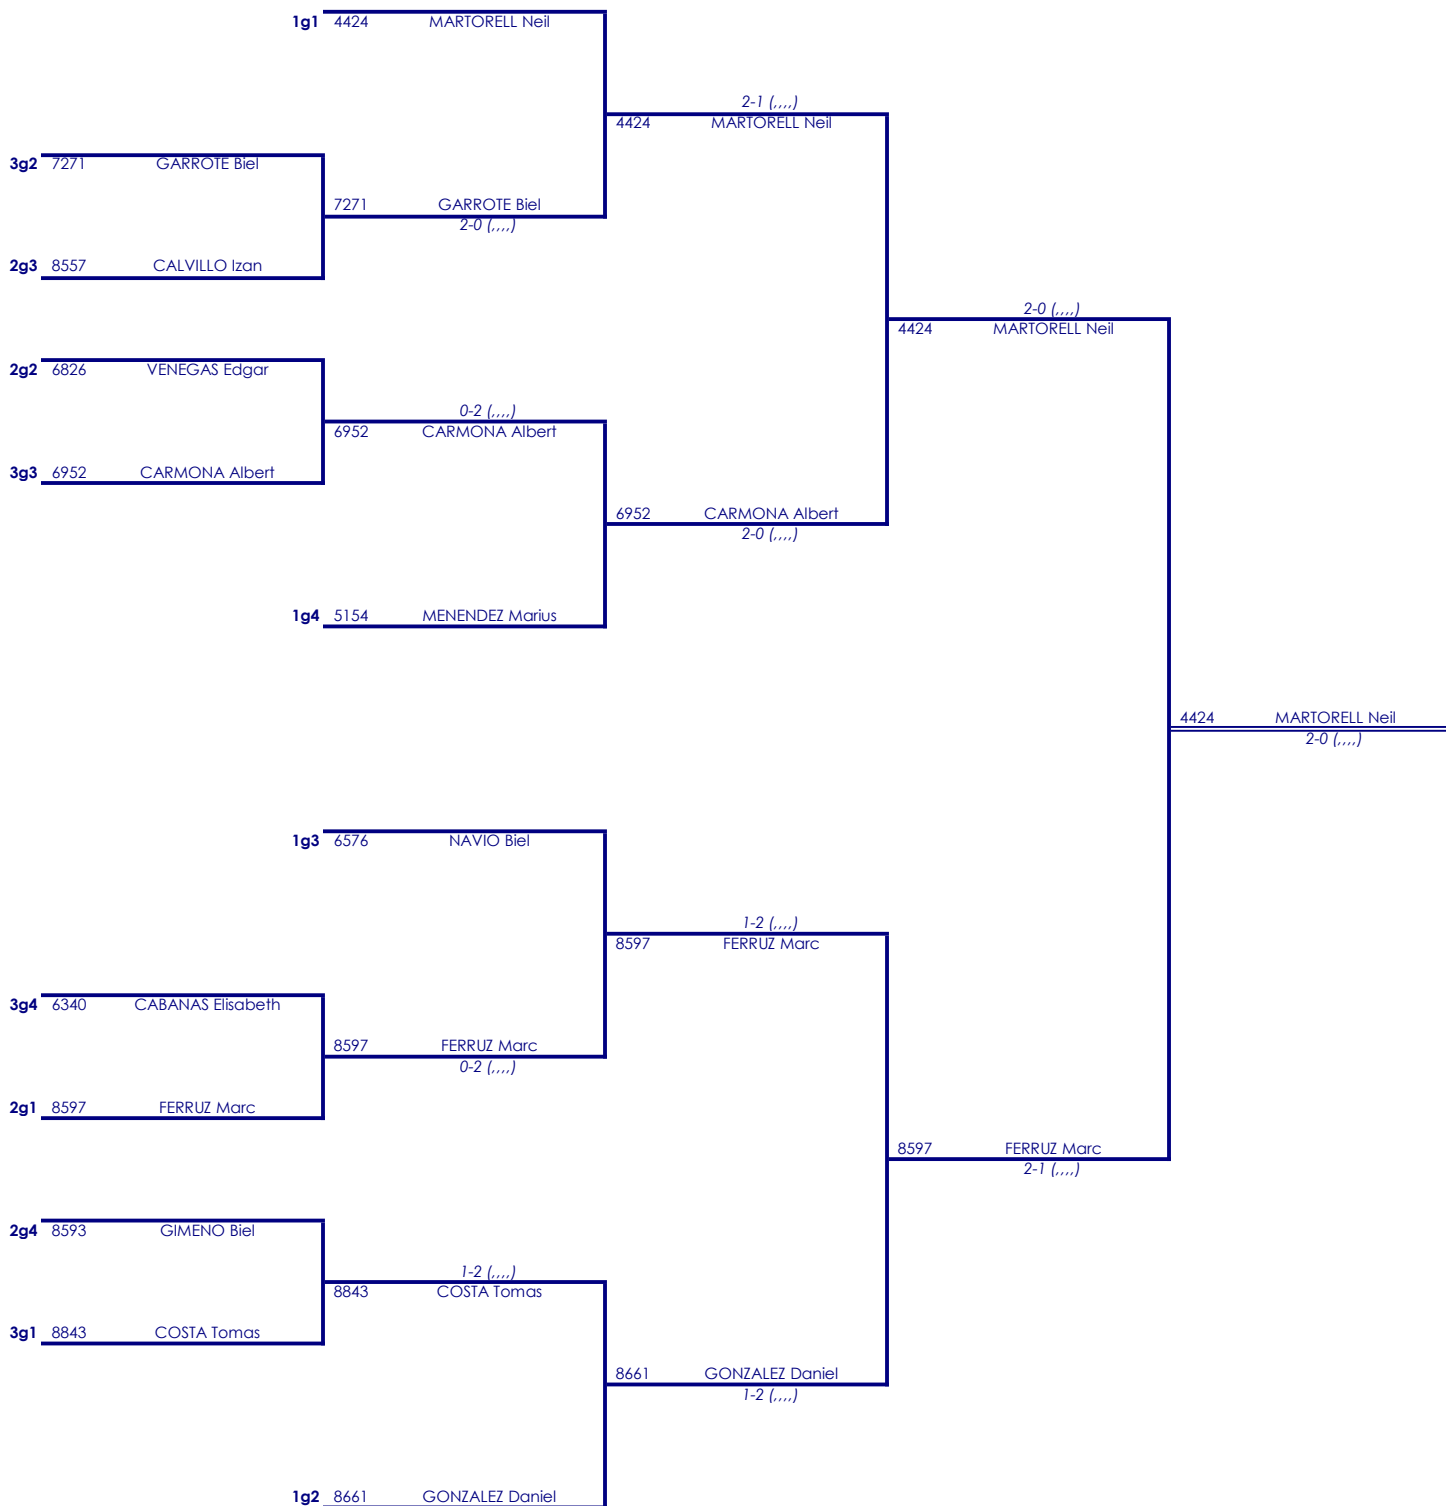 1g1 4424 MARTORELL Neil
2-1 (,,,,)
4424 MARTORELL Neil
3g2 7271 GARROTE Biel
7271 GARROTE Biel
2-0 (,,,,)
2g3 8557 CALVILLO Izan
2-0 (,,,,)
4424 MARTORELL Neil
2g2 6826 VENEGAS Edgar
0-2 (,,,,)
6952 CARMONA Albert
3g3 6952 CARMONA Albert
6952 CARMONA Albert
2-0 (,,,,)
1g4 5154 MENENDEZ Marius
4424 MARTORELL Neil
2-0 (,,,,)
1g3 6576 NAVIO Biel
1-2 (,,,,)
8597 FERRUZ Marc
3g4 6340 CABANAS Elisabeth
8597 FERRUZ Marc
0-2 (,,,,)
2g1 8597 FERRUZ Marc
8597 FERRUZ Marc
2-1 (,,,,)
2g4 8593 GIMENO Biel
1-2 (,,,,)
8843 COSTA Tomas
3g1 8843 COSTA Tomas
8661 GONZALEZ Daniel
1-2 (,,,,)
1g2 8661 GONZALEZ Daniel